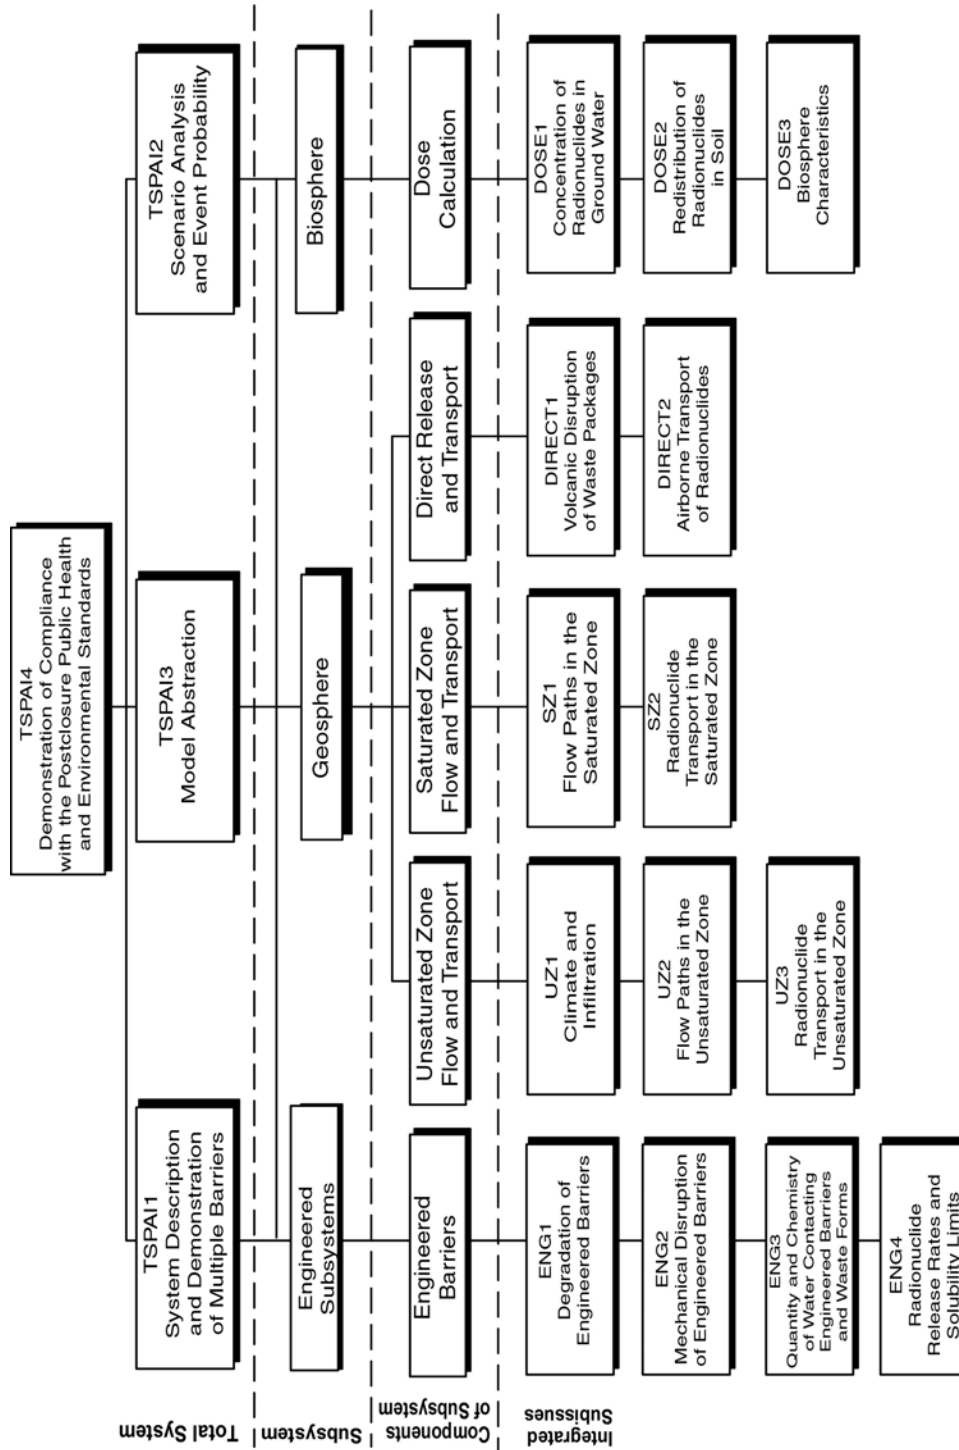 TSPAI4
Demonstration of Compliance
with the Postclosure Public Health
and Environmental Standards
Total System
TSPAI1
System Description
and Demonstration
of Multiple Barriers
TSPAI3
Model Abstraction
TSPAI2
Scenario Analysis
and Event Probability
Subsystem
Engineered
Subsystems
Geosphere
Biosphere
Components
of Subsystem
Engineered
Barriers
Unsaturated Zone
Flow and Transport
Saturated Zone
Flow and Transport
Direct Release
and Transport
Dose
Calculation
Integrated
Subissues
ENG1
Degradation of
Engineered Barriers
ENG2
Mechanical Disruption
of Engineered Barriers
ENG3
Quantity and Chemistry
of Water Contacting
Engineered Barriers
and Waste Forms
ENG4
Radionuclide
Release Rates and
Solubility Limits
UZ1
Climate and
Infiltration
UZ2
Flow Paths in the
Unsaturated Zone
UZ3
Radionuclide
Transport in the
Unsaturated Zone
SZ1
Flow Paths in the
Saturated Zone
SZ2
Radionuclide
Transport in the
Saturated Zone
DIRECT1
Volcanic Disruption
of Waste Packages
DIRECT2
Airborne Transport
of Radionuclides
DOSE1
Concentration of
Radionuclides in
Ground Water
DOSE2
Redistribution of
Radionuclides
in Soil
DOSE3
Biosphere
Characteristics